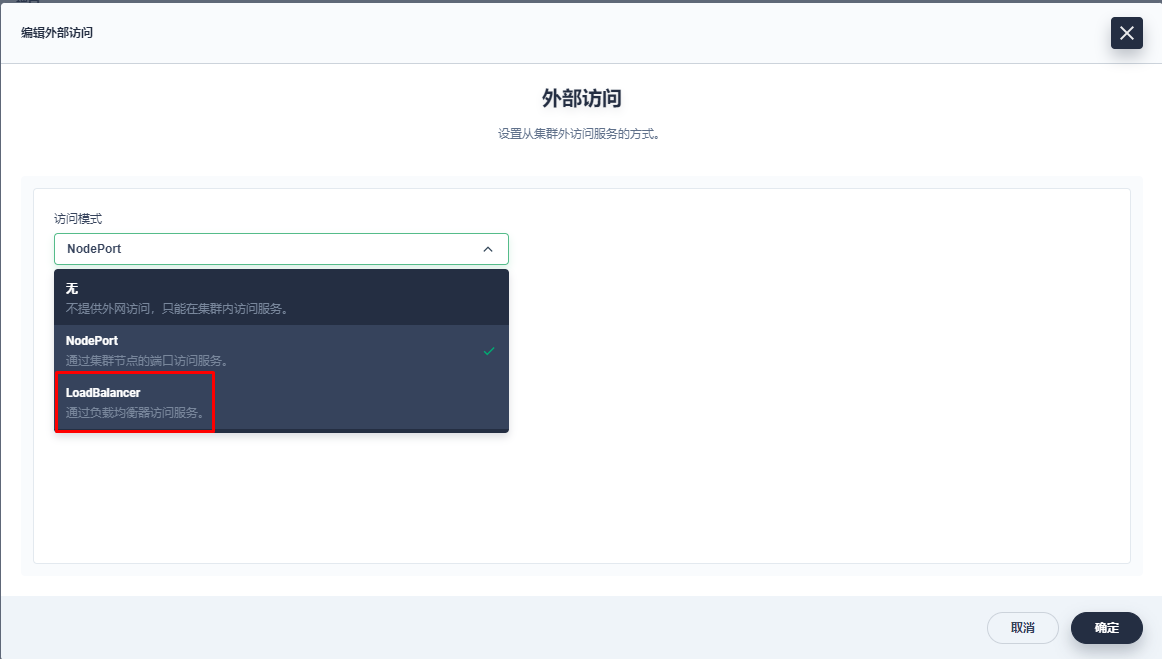 编辑外部访问
外部访问
设置从集群外访问服务的方式。
访问模式
NodePort
无
不提供外网访问，只能在集群内访问服务。
NodePort
通过集群节点的端口访问服务。
LoadBalancer
通过负载均衡器访问服务。
取消
确定